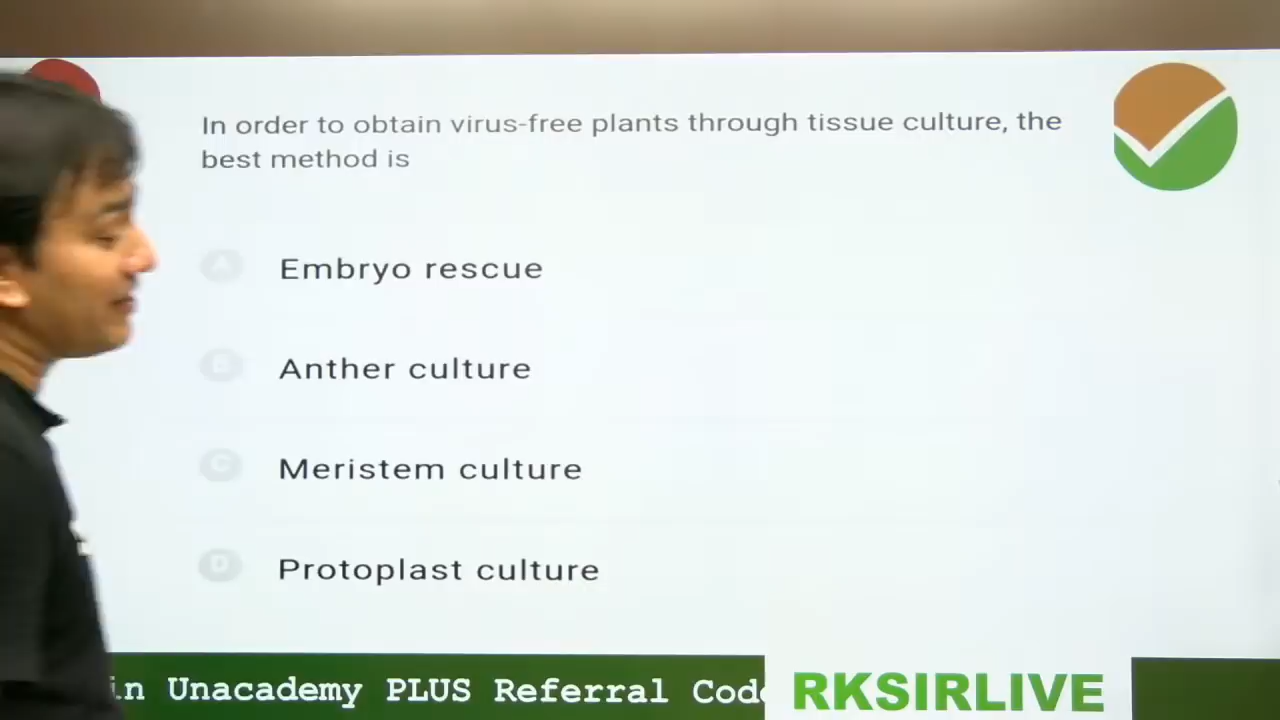 In order to obtain virus-free plants through tissue culture, the
best method is
A Embryo rescue
B Anther culture
C Meristem culture
D Protoplast culture
in Unacademy PLUS Referral Code
RKSIRLIVE